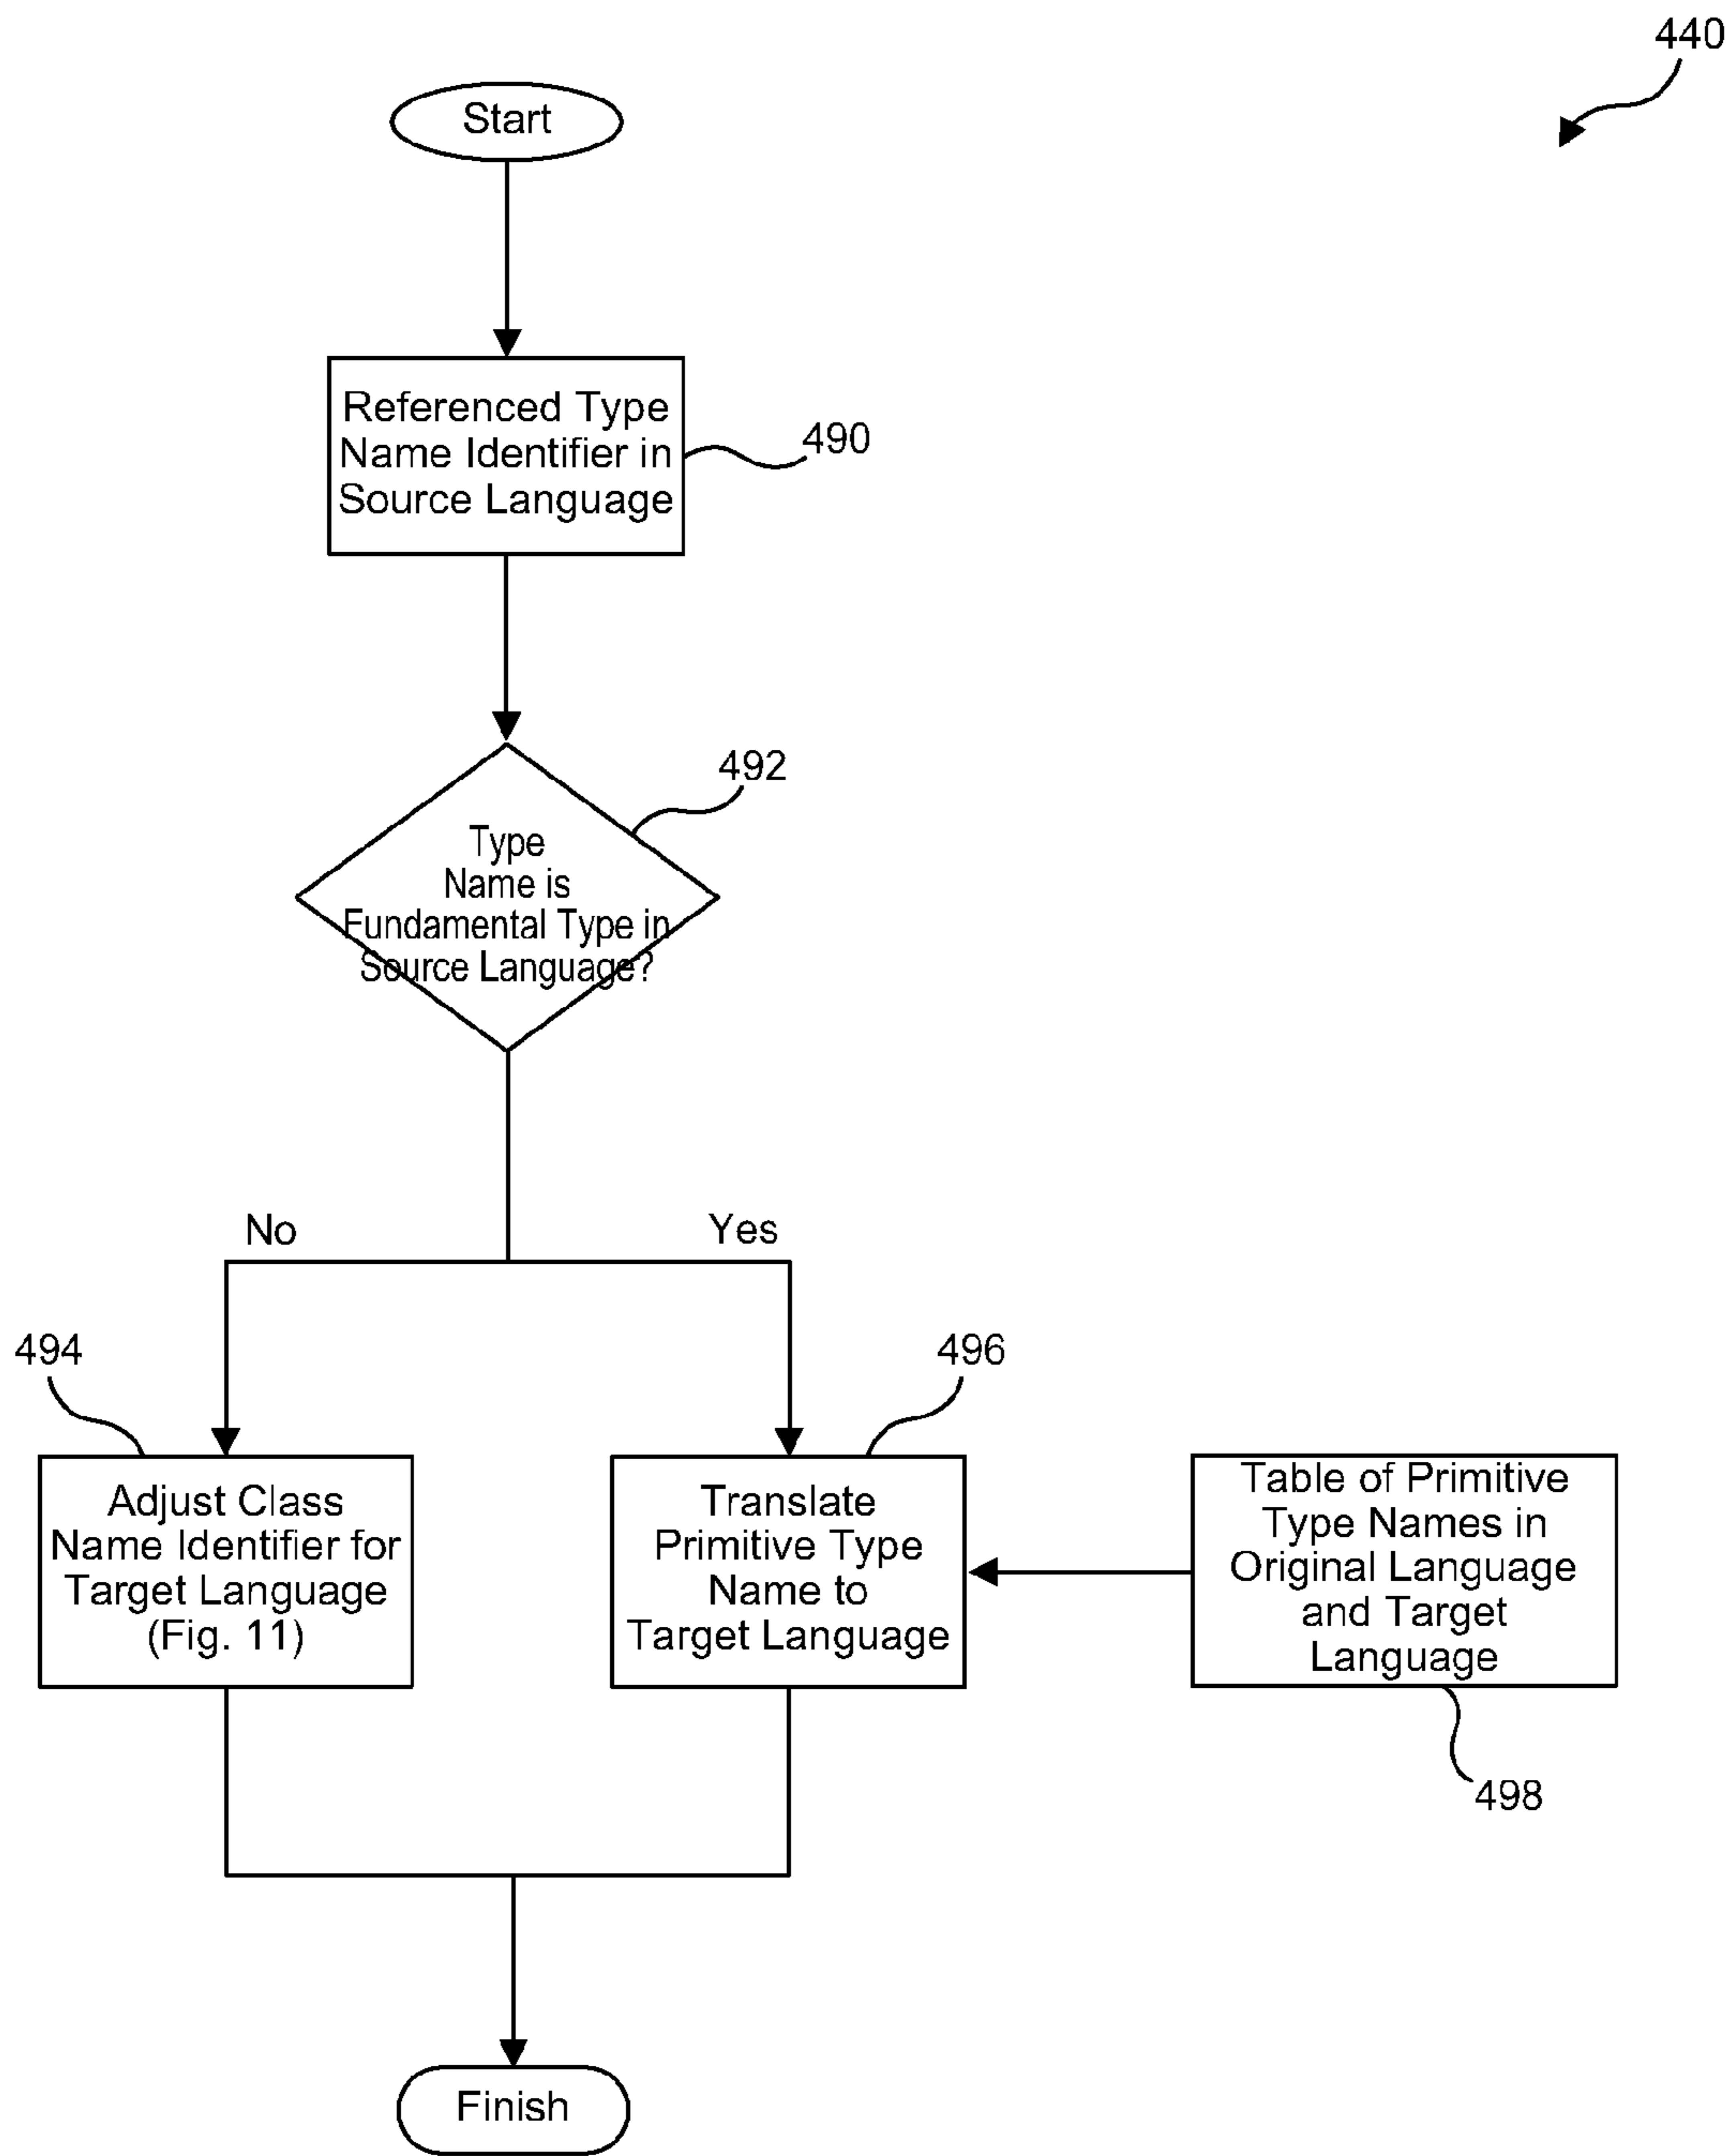 440
Start
Referenced Type
Name Identifier in
Source Language
490
492
Type
Name is
Fundamental Type in
Source Language?
No
Yes
494
496
Adjust Class
Name Identifier for
Target Language
(Fig. 11)
Translate
Primitive Type
Name to
Target Language
Table of Primitive
Type Names in
Original Language
and Target
Language
498
Finish